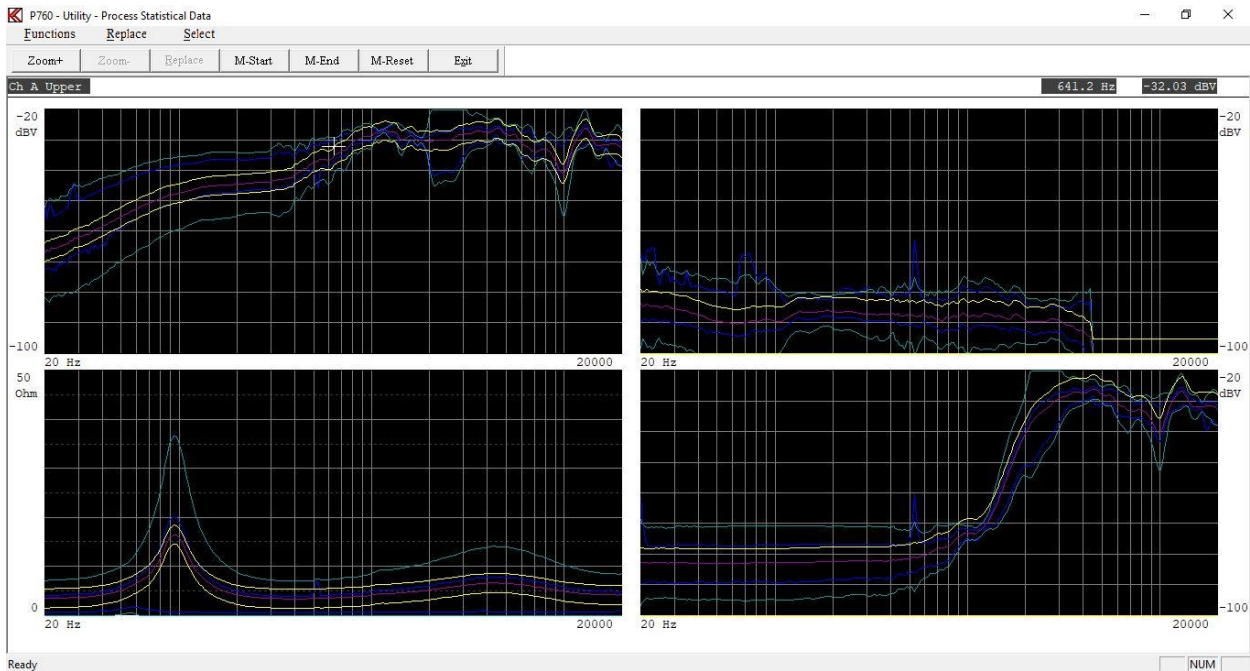 P760 - Utility - Process Statistical Data
Functions Replace Select
Zoom+ Zoom- Replace M-Start M-End M-Reset Exit
Ch A Upper 641.2 Hz -32.03 dBV
-20
dBV
-100
20 Hz 20000
-20
dBV
-100
20 Hz 20000
50
Ohm
0
20 Hz 20000
-20
dBV
-100
20 Hz 20000
Ready NUM